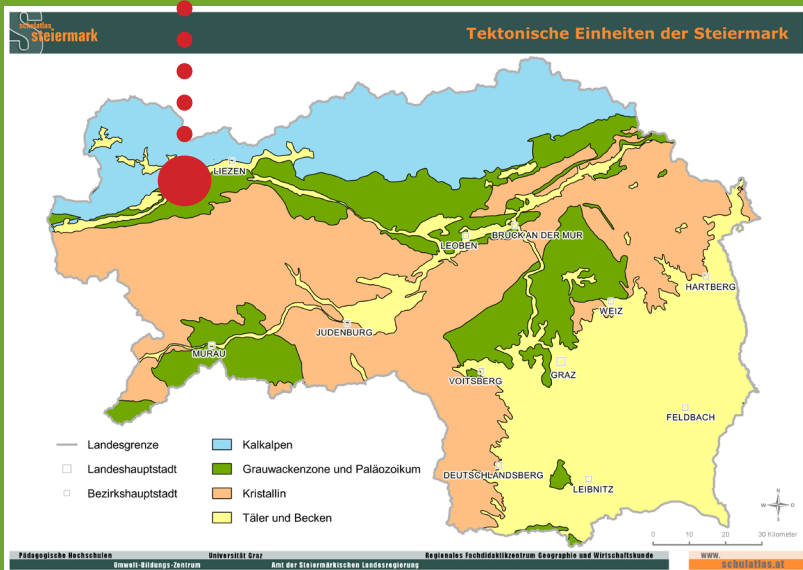 schulatlas
steiermark
Tektonische Einheiten der Steiermark
LIEZEN
BRUCK AN DER MUR
LEOBEN
HARTBERG
WEIZ
JUDENBURG
MURAU
GRAZ
VOITSBERG
FELDBACH
DEUTSCHLANDSBERG
LEIBNITZ
Landesgrenze
Landeshauptstadt
Bezirkshauptstadt
Kalkalpen
Grauwackenzone und Paläozoikum
Kristallin
Täler und Becken
N
W
O
S
0 10 20 30 Kilometer
Pädagogische Hochschulen Universität Graz Regionales Fachdidaktikzentrum Geographie und Wirtschaftskunde
Umwelt-Bildungs-Zentrum Amt der Steiermärkischen Landesregierung
www.
schulatlas.at